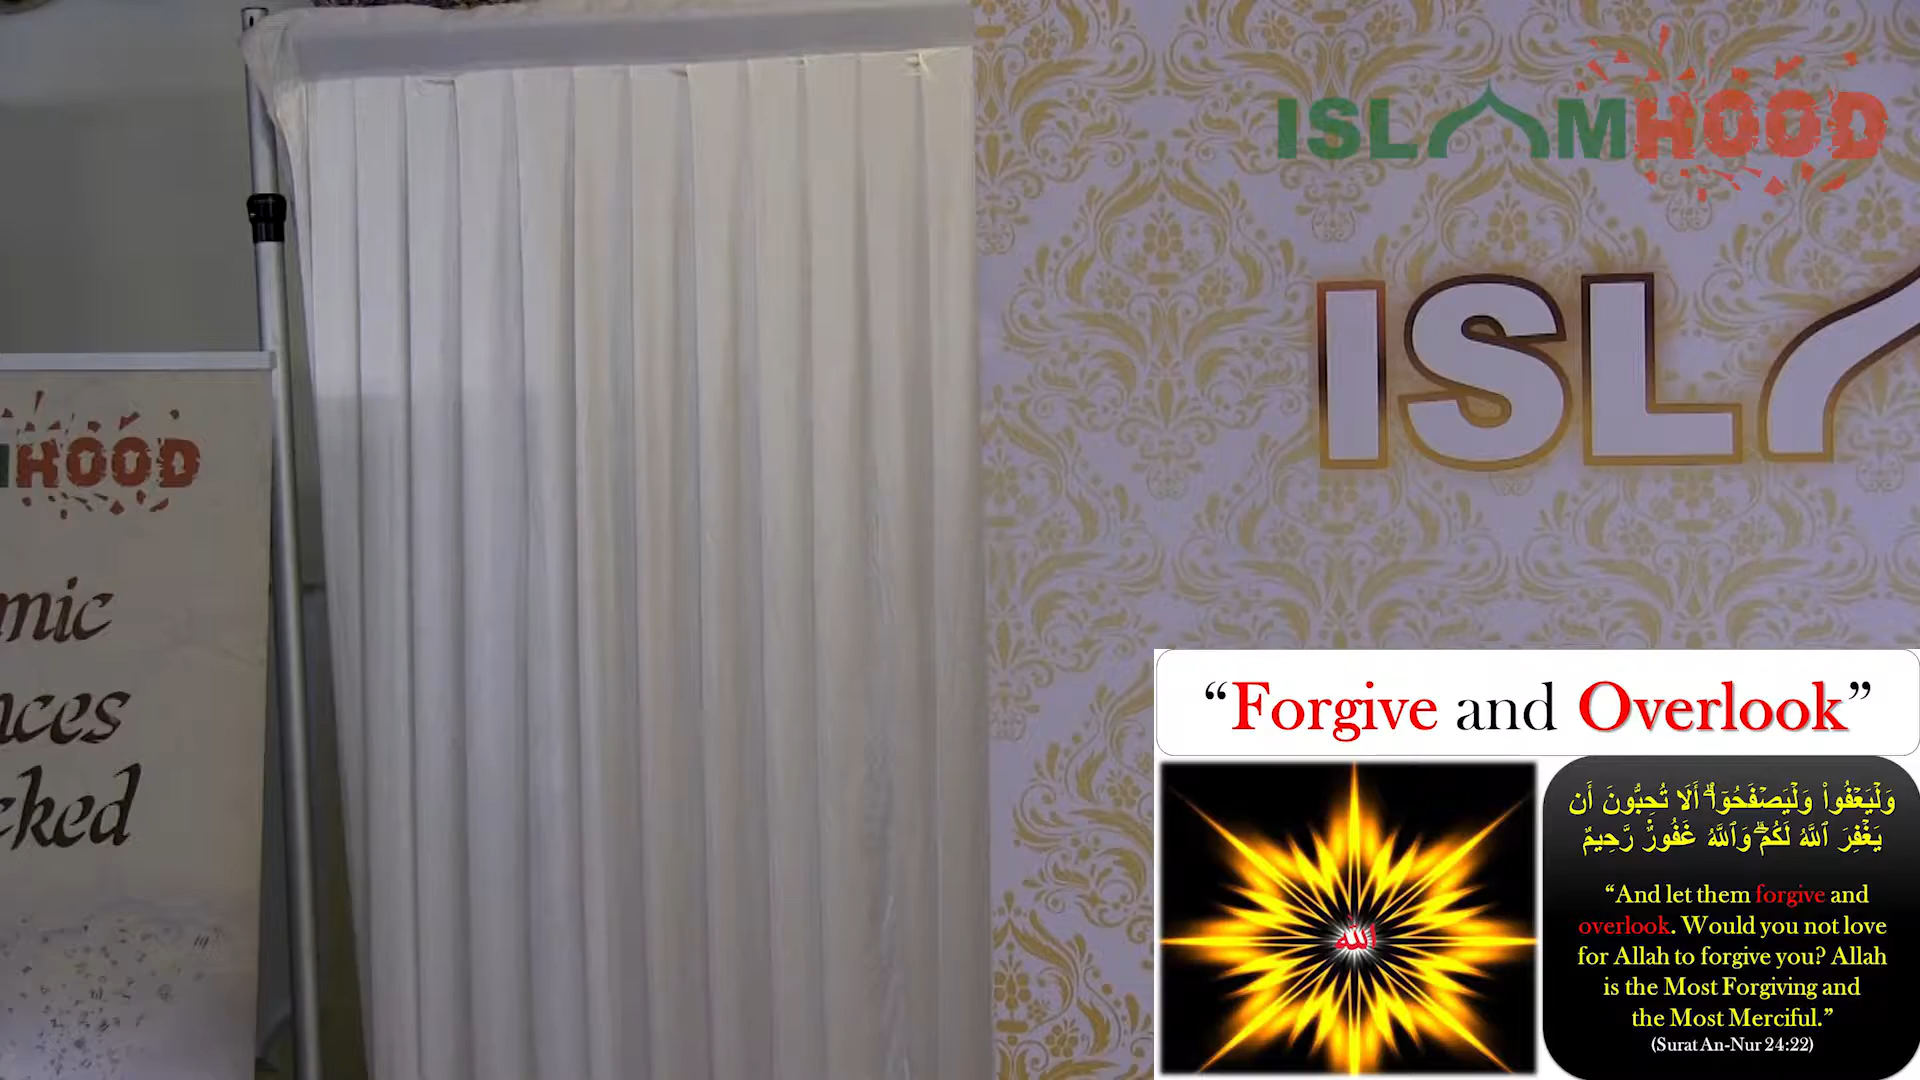 ISLAMHOOD
ISLA
MHOOD
mic
nces
cked
“Forgive and Overlook”
الله
وَلْيَعْفُوا۟ وَلْيَصْفَحُوٓا۟ ۗ أَلَا تُحِبُّونَ أَن
يَغْفِرَ ٱللَّهُ لَكُمْ ۗ وَٱللَّهُ غَفُورٌ رَّحِيمٌ
“And let them forgive and
overlook. Would you not love
for Allah to forgive you? Allah
is the Most Forgiving and
the Most Merciful.”
(Surat An-Nur 24:22)